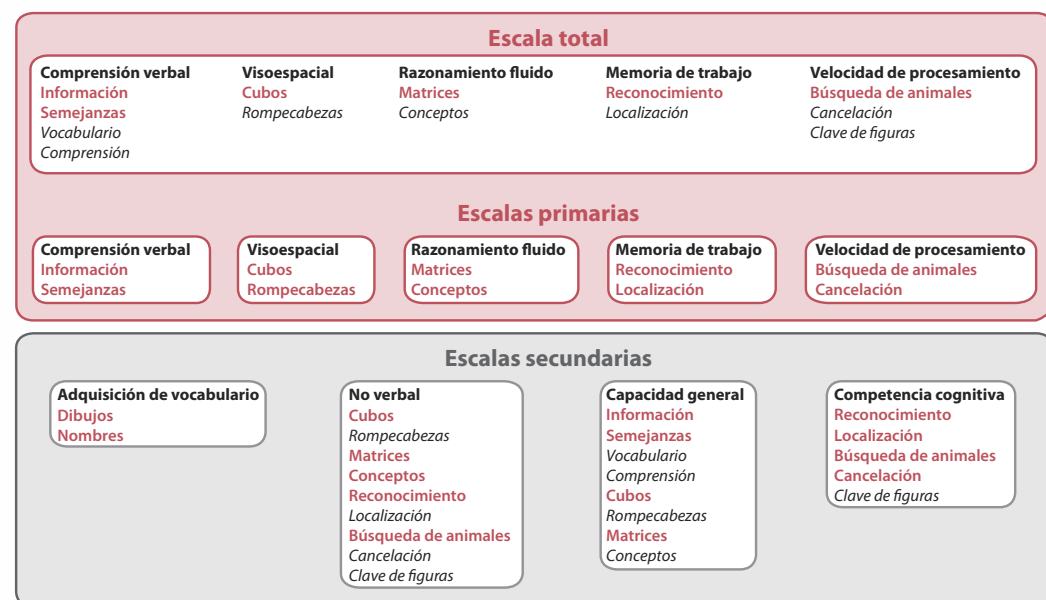 Escala total
Comprensión verbal
Información
Semejanzas
Vocabulario
Comprensión
Visoespacial
Cubos
Rompecabezas
Razonamiento fluido
Matrices
Conceptos
Memoria de trabajo
Reconocimiento
Localización
Velocidad de procesamiento
Búsqueda de animales
Cancelación
Clave de figuras
Escalas primarias
Comprensión verbal
Información
Semejanzas
Visoespacial
Cubos
Rompecabezas
Razonamiento fluido
Matrices
Conceptos
Memoria de trabajo
Reconocimiento
Localización
Velocidad de procesamiento
Búsqueda de animales
Cancelación
Escalas secundarias
Adquisición de vocabulario
Dibujos
Nombres
No verbal
Cubos
Rompecabezas
Matrices
Conceptos
Reconocimiento
Localización
Búsqueda de animales
Cancelación
Clave de figuras
Capacidad general
Información
Semejanzas
Vocabulario
Comprensión
Cubos
Rompecabezas
Matrices
Conceptos
Competencia cognitiva
Reconocimiento
Localización
Búsqueda de animales
Cancelación
Clave de figuras